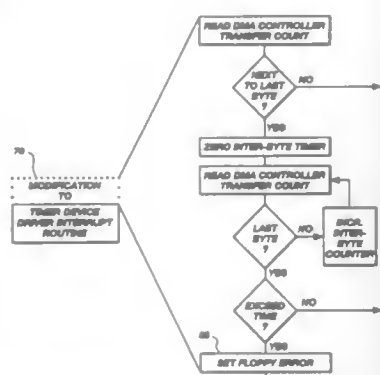 READ DMA CONTROLLER
TRANSFER COUNT
NEXT
TO LAST
BYTE
?
NO
YES
ZERO INTER-BYTE TIMER
READ DMA CONTROLLER
TRANSFER COUNT
LAST
BYTE
?
NO
INCR.
INTER-
BYTE
COUNTER
YES
EXCEED
TIME
?
NO
YES
SET FLOPPY ERROR
MODIFICATION
TO
TIMER DEVICE
DRIVER INTERRUPT
ROUTINE